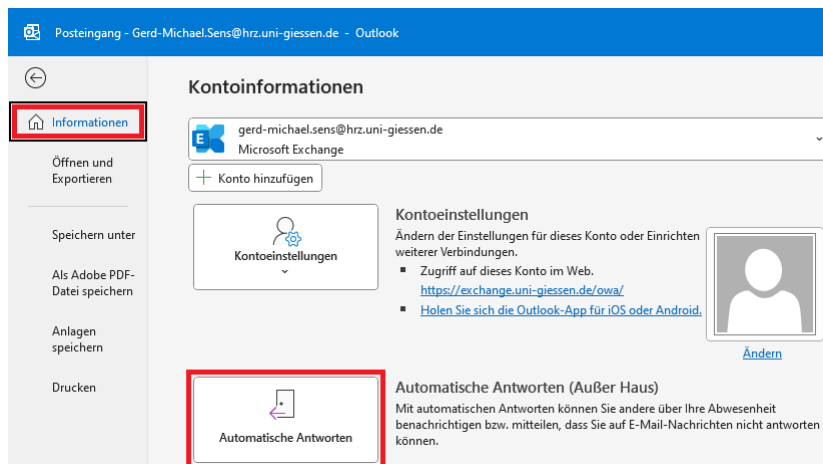 Posteingang - Gerd-Michael.Sens@hrz.uni-giessen.de - Outlook
Informationen
Öffnen und
Exportieren
Speichern unter
Als Adobe PDF-
Datei speichern
Anlagen
speichern
Drucken
Kontoinformationen
gerd-michael.sens@hrz.uni-giessen.de
Microsoft Exchange
Konto hinzufügen
Kontoeinstellungen
Kontoeinstellungen
Ändern der Einstellungen für dieses Konto oder Einrichten
weiterer Verbindungen.
Zugriff auf dieses Konto im Web.
https://exchange.uni-giessen.de/owa/
Holen Sie sich die Outlook-App für iOS oder Android.
Ändern
Automatische Antworten
Automatische Antworten (Außer Haus)
Mit automatischen Antworten können Sie andere über Ihre Abwesenheit
benachrichtigen bzw. mitteilen, dass Sie auf E-Mail-Nachrichten nicht antworten
können.